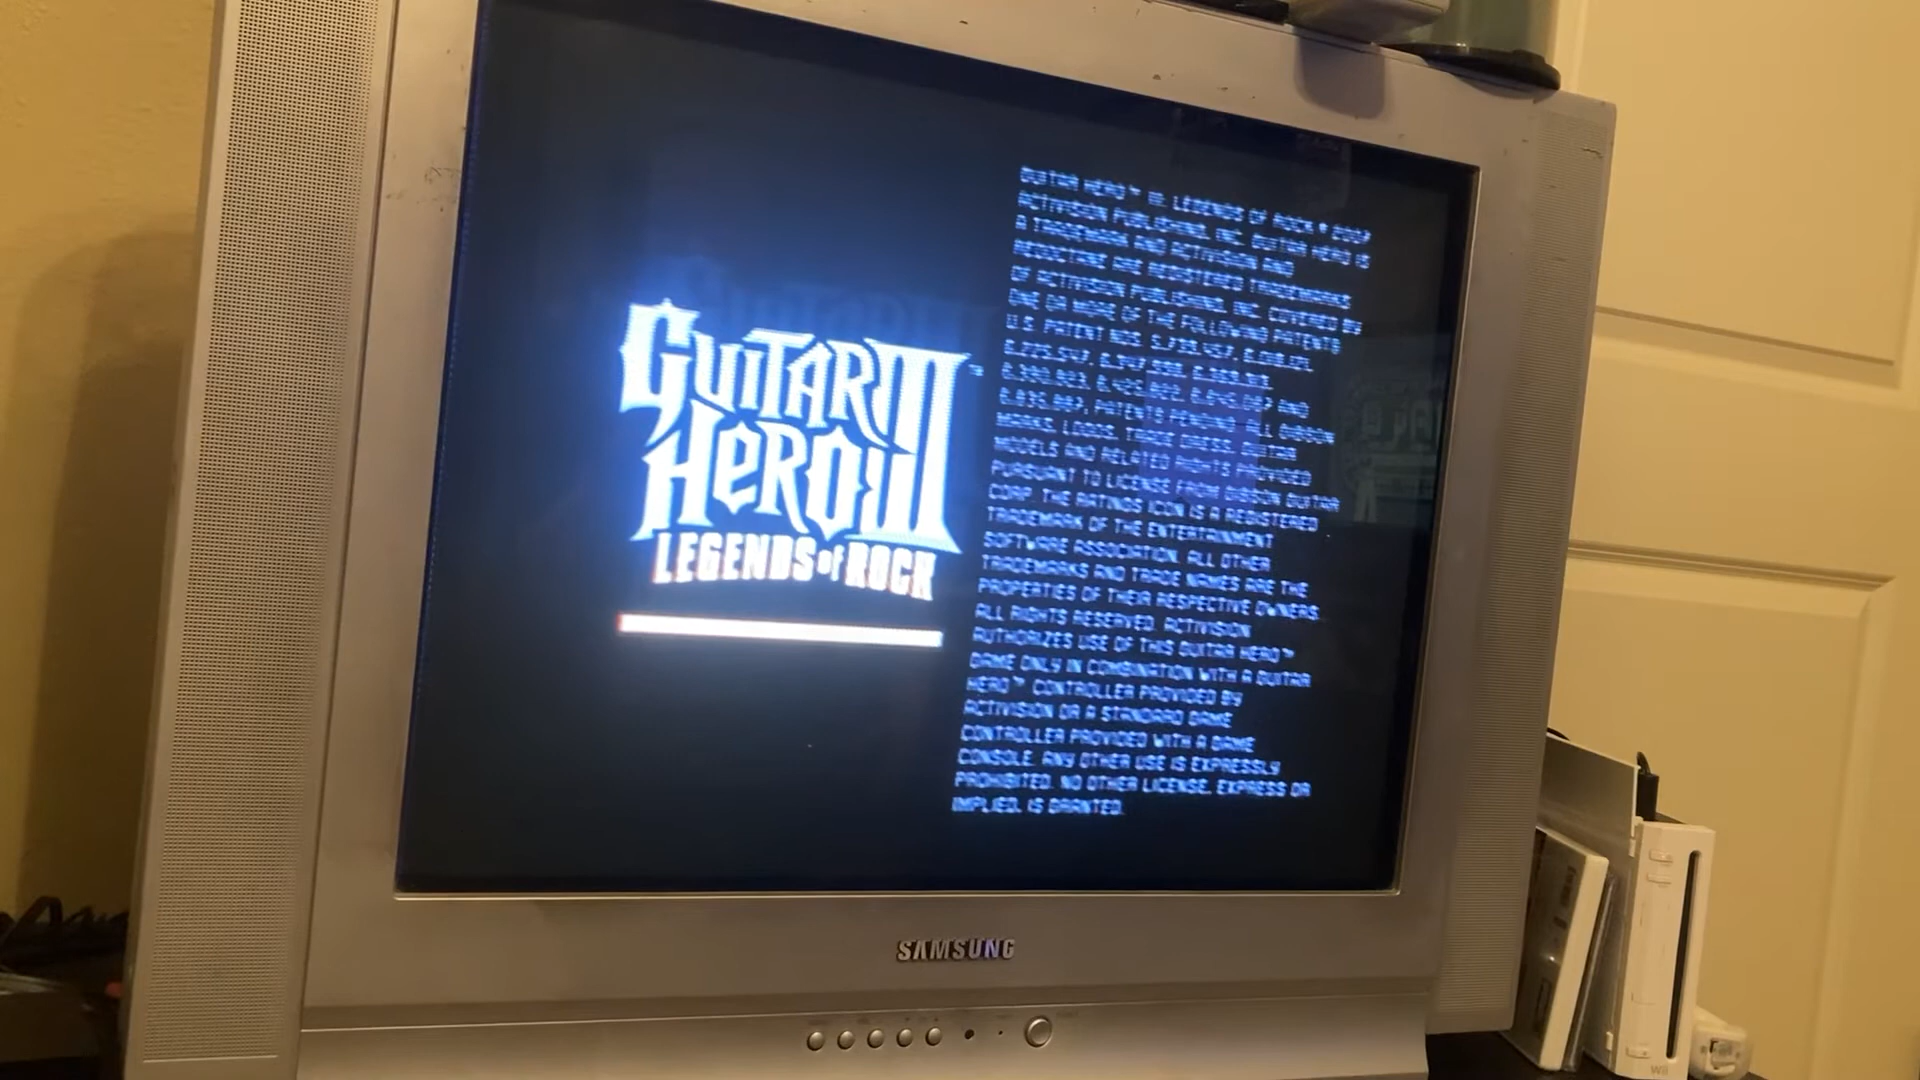 GUITAR
HERO III
LEGENDS of ROCK
GUITAR HERO™ III: LEGENDS OF ROCK © 2007
ACTIVISION PUBLISHING, INC. GUITAR HERO IS
A TRADEMARK AND ACTIVISION AND
REDOCTANE ARE REGISTERED TRADEMARKS
OF ACTIVISION PUBLISHING, INC. COVERED BY
ONE OR MORE OF THE FOLLOWING PATENTS:
U.S. PATENT NOS.
6,225,547,
AND
PATENTS PENDING. ALL GIBSON
MARKS, LOGOS, TRADE DRESS, GUITAR
MODELS AND RELATED RIGHTS PROVIDED
PURSUANT TO LICENSE FROM GIBSON GUITAR
CORP. THE RATINGS ICON IS A REGISTERED
TRADEMARK OF THE ENTERTAINMENT
SOFTWARE ASSOCIATION. ALL OTHER
TRADEMARKS AND TRADE NAMES ARE THE
PROPERTIES OF THEIR RESPECTIVE OWNERS.
ALL RIGHTS RESERVED. ACTIVISION
AUTHORIZES USE OF THIS GUITAR HERO™
GAME ONLY IN COMBINATION WITH A GUITAR
HERO™ CONTROLLER PROVIDED BY
ACTIVISION OR A STANDARD GAME
CONTROLLER PROVIDED WITH A GAME
CONSOLE. ANY OTHER USE IS EXPRESSLY
PROHIBITED. NO OTHER LICENSE, EXPRESS OR
IMPLIED, IS GRANTED.
SAMSUNG
Wii